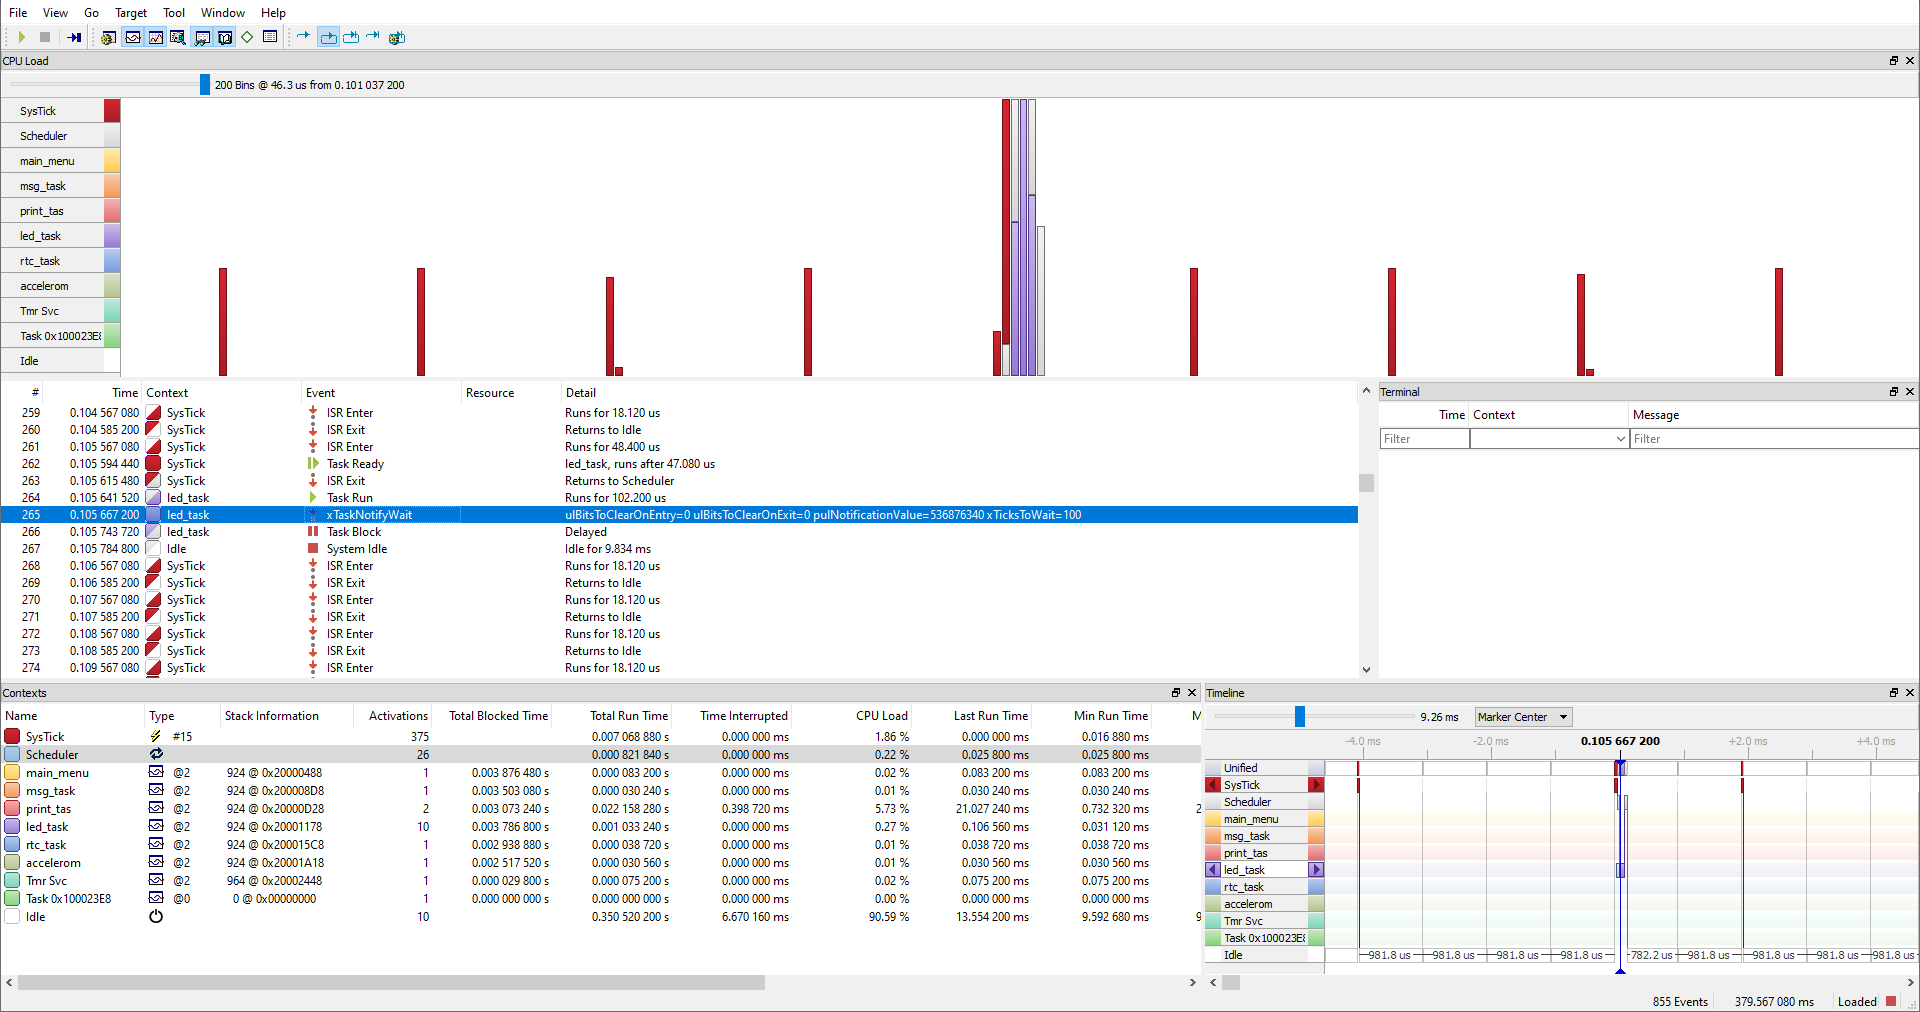 File View Go Target Tool Window Help
CPU Load
200 Bins @ 46.3 us from 0.101 037 200
SysTick
Scheduler
main_menu
msg_task
print_tas
led_task
rtc_task
accelerom
Tmr Svc
Task 0x100023E8
Idle
# Time Context Event Resource Detail
259 0.104 567 080 SysTick ISR Enter Runs for 18.120 us
260 0.104 585 200 SysTick ISR Exit Returns to Idle
261 0.105 567 080 SysTick ISR Enter Runs for 48.400 us
262 0.105 594 440 SysTick Task Ready led_task, runs after 47.080 us
263 0.105 615 480 SysTick ISR Exit Returns to Scheduler
264 0.105 641 520 led_task Task Run Runs for 102.200 us
265 0.105 667 200 led_task xTaskNotifyWait ulBitsToClearOnEntry=0 ulBitsToClearOnExit=0 pulNotificationValue=536876340 xTicksToWait=100
266 0.105 743 720 led_task Task Block Delayed
267 0.105 784 800 Idle System Idle Idle for 9.834 ms
268 0.106 567 080 SysTick ISR Enter Runs for 18.120 us
269 0.106 585 200 SysTick ISR Exit Returns to Idle
270 0.107 567 080 SysTick ISR Enter Runs for 18.120 us
271 0.107 585 200 SysTick ISR Exit Returns to Idle
272 0.108 567 080 SysTick ISR Enter Runs for 18.120 us
273 0.108 585 200 SysTick ISR Exit Returns to Idle
274 0.109 567 080 SysTick ISR Enter Runs for 18.120 us
Terminal
Time Context Message
Filter Filter
Contexts
Name Type Stack Information Activations Total Blocked Time Total Run Time Time Interrupted CPU Load Last Run Time Min Run Time M
SysTick #15 375 0.007 068 880 s 0.000 000 ms 1.86 % 0.000 000 ms 0.016 880 ms
Scheduler 26 0.000 821 840 s 0.000 000 ms 0.22 % 0.025 800 ms 0.025 800 ms
main_menu @2 924 @ 0x20000488 1 0.003 876 480 s 0.000 083 200 s 0.000 000 ms 0.02 % 0.083 200 ms 0.083 200 ms
msg_task @2 924 @ 0x200008D8 1 0.003 503 080 s 0.000 030 240 s 0.000 000 ms 0.01 % 0.030 240 ms 0.030 240 ms
print_tas @2 924 @ 0x20000D28 2 0.003 073 240 s 0.022 158 280 s 0.398 720 ms 5.73 % 21.027 240 ms 0.732 320 ms 2
led_task @2 924 @ 0x20001178 10 0.003 786 800 s 0.001 033 240 s 0.000 000 ms 0.27 % 0.106 560 ms 0.031 120 ms
rtc_task @2 924 @ 0x200015C8 1 0.002 938 880 s 0.000 038 720 s 0.000 000 ms 0.01 % 0.038 720 ms 0.038 720 ms
accelerom @2 924 @ 0x20001A18 1 0.002 517 520 s 0.000 030 560 s 0.000 000 ms 0.01 % 0.030 560 ms 0.030 560 ms
Tmr Svc @2 964 @ 0x20002448 1 0.000 029 800 s 0.000 075 200 s 0.000 000 ms 0.02 % 0.075 200 ms 0.075 200 ms
Task 0x100023E8 @0 0 @ 0x00000000 1 0.000 000 000 s 0.000 000 000 s 0.000 000 ms 0.00 % 0.000 000 ms 0.000 000 ms
Idle 10 0.350 520 200 s 6.670 160 ms 90.59 % 13.554 200 ms 9.592 680 ms 9
Timeline
9.26 ms Marker Center
-4.0 ms -2.0 ms 0.105 667 200 +2.0 ms +4.0 ms
Unified
SysTick
Scheduler
main_menu
msg_task
print_tas
led_task
rtc_task
accelerom
Tmr Svc
Task 0x100023E8
Idle 981.8 us 981.8 us 981.8 us 981.8 us 782.2 us 981.8 us 981.8 us 981.8 us 981.8 us
855 Events 379.567 080 ms Loaded